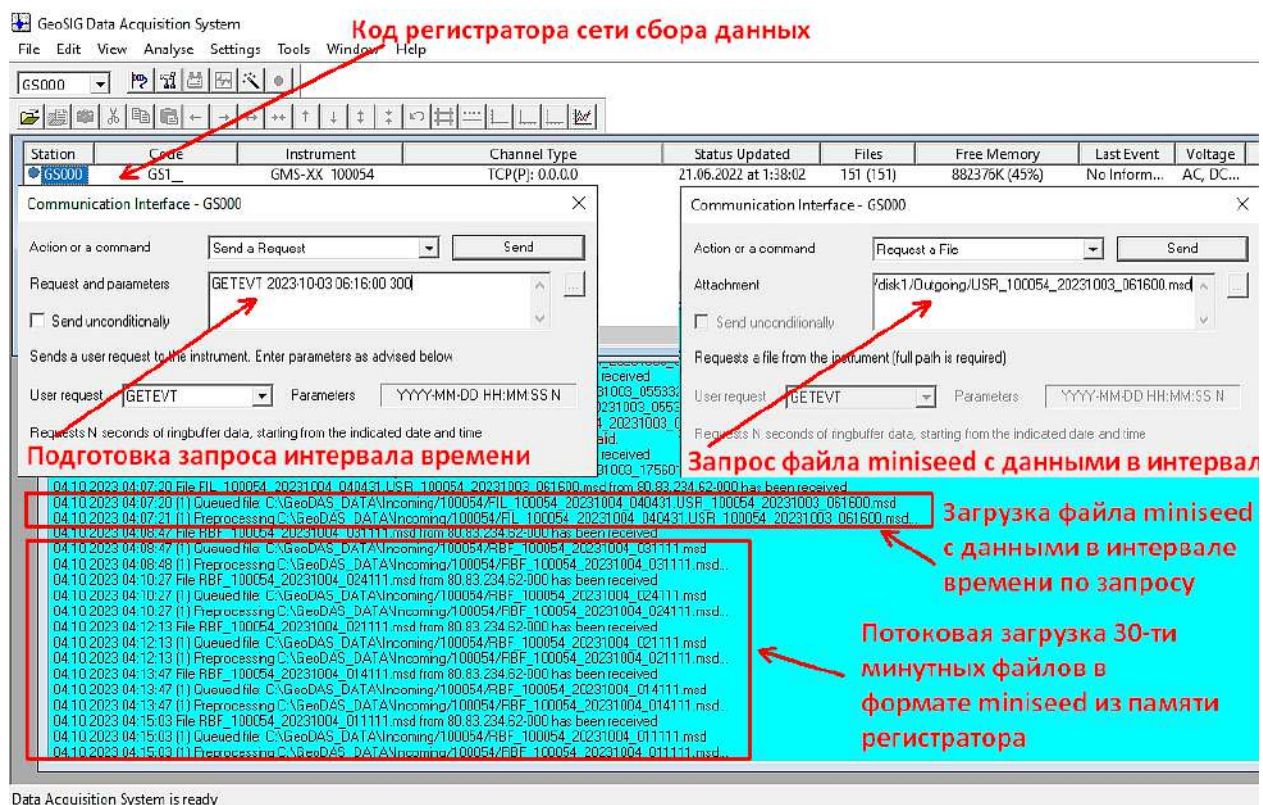 GeoSIG Data Acquisition System
Код регистратора сети сбора данных
File Edit View Analyse Settings Tools Window Help
GS000
Station Code Instrument Channel Type Status Updated Files Free Memory Last Event Voltage
GS000 GS1_ GMS-XX 100054 TCP(P): 0.0.0.0 21.06.2022 at 1:38:02 151 (151) 882376K (45%) No Inform... AC, DC...
Communication Interface - GS000
Action or a command Send a Request Send
Request and parameters GETEVT 2023-10-03 06:16:00 300 ...
Send unconditionally
Sends a user request to the instrument. Enter parameters as advised below
User request GETEVT Parameters YYYY-MM-DD HH:MM:SS N
Requests N seconds of ringbuffer data, starting from the indicated date and time
Подготовка запроса интервала времени
Communication Interface - GS000
Action or a command Request a File Send
Attachment /disk1/Outgoing/USR_100054_20231003_061600.msd ...
Send unconditionally
Requests a file from the instrument (full path is required)
User request GETEVT Parameters YYYY-MM-DD HH:MM:SS N
Requests N seconds of ringbuffer data, starting from the indicated date and time
Запрос файла miniseed с данными в интервал
received
received
04.10.2023 04:07:20 File FIL_100054_20231004_040431.USR_100054_20231003_061600.msd from 80.83.234.62-000 has been received
04.10.2023 04:07:20 (1) Queued file: C:\GeoDAS_DATA\Incoming/100054/FIL_100054_20231004_040431.USR_100054_20231003_061600.msd
04.10.2023 04:07:21 (1) Preprocessing C:\GeoDAS_DATA\Incoming/100054/FIL_100054_20231004_040431.USR_100054_20231003_061600.msd...
04.10.2023 04:08:47 File RBF_100054_20231004_031111.msd from 80.83.234.62-000 has been received
04.10.2023 04:08:47 (1) Queued file: C:\GeoDAS_DATA\Incoming/100054/RBF_100054_20231004_031111.msd
04.10.2023 04:08:48 (1) Preprocessing C:\GeoDAS_DATA\Incoming/100054/RBF_100054_20231004_031111.msd...
04.10.2023 04:10:27 File RBF_100054_20231004_024111.msd from 80.83.234.62-000 has been received
04.10.2023 04:10:27 (1) Queued file: C:\GeoDAS_DATA\Incoming/100054/RBF_100054_20231004_024111.msd
04.10.2023 04:10:27 (1) Preprocessing C:\GeoDAS_DATA\Incoming/100054/RBF_100054_20231004_024111.msd...
04.10.2023 04:12:13 File RBF_100054_20231004_021111.msd from 80.83.234.62-000 has been received
04.10.2023 04:12:13 (1) Queued file: C:\GeoDAS_DATA\Incoming/100054/RBF_100054_20231004_021111.msd
04.10.2023 04:12:13 (1) Preprocessing C:\GeoDAS_DATA\Incoming/100054/RBF_100054_20231004_021111.msd...
04.10.2023 04:13:47 File RBF_100054_20231004_014111.msd from 80.83.234.62-000 has been received
04.10.2023 04:13:47 (1) Queued file: C:\GeoDAS_DATA\Incoming/100054/RBF_100054_20231004_014111.msd
04.10.2023 04:13:47 (1) Preprocessing C:\GeoDAS_DATA\Incoming/100054/RBF_100054_20231004_014111.msd...
04.10.2023 04:15:03 File RBF_100054_20231004_011111.msd from 80.83.234.62-000 has been received
04.10.2023 04:15:03 (1) Queued file: C:\GeoDAS_DATA\Incoming/100054/RBF_100054_20231004_011111.msd
04.10.2023 04:15:03 (1) Preprocessing C:\GeoDAS_DATA\Incoming/100054/RBF_100054_20231004_011111.msd...
Загрузка файла miniseed
с данными в интервале
времени по запросу
Потоковая загрузка 30-ти
минутных файлов в
формате miniseed из памяти
регистратора
Data Acquisition System is ready